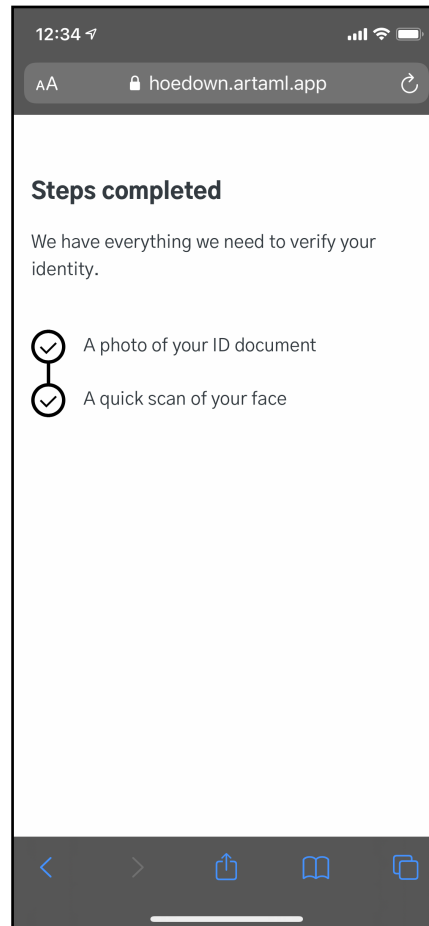 12:34
AA hoedown.artaml.app
Steps completed
We have everything we need to verify your
identity.
A photo of your ID document
A quick scan of your face